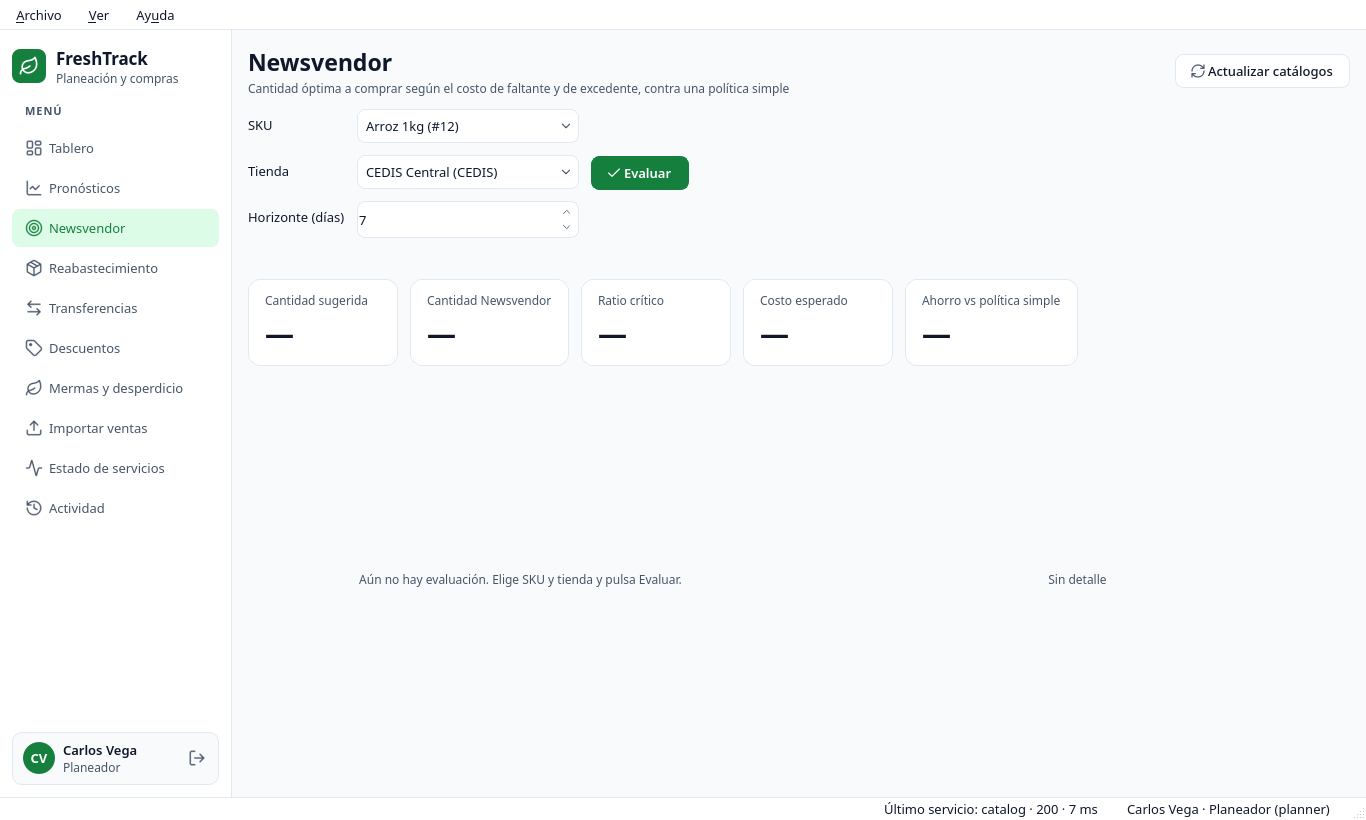 Archivo Ver Ayuda
FreshTrack
Planeación y compras
MENÚ
Tablero
Pronósticos
Newsvendor
Reabastecimiento
Transferencias
Descuentos
Mermas y desperdicio
Importar ventas
Estado de servicios
Actividad
CV
Carlos Vega
Planeador
Newsvendor
Cantidad óptima a comprar según el costo de faltante y de excedente, contra una política simple
Actualizar catálogos
SKU Arroz 1kg (#12)
Tienda CEDIS Central (CEDIS) Evaluar
Horizonte (días) 7
Cantidad sugerida
—
Cantidad Newsvendor
—
Ratio crítico
—
Costo esperado
—
Ahorro vs política simple
—
Aún no hay evaluación. Elige SKU y tienda y pulsa Evaluar.
Sin detalle
Último servicio: catalog · 200 · 7 ms
Carlos Vega · Planeador (planner)